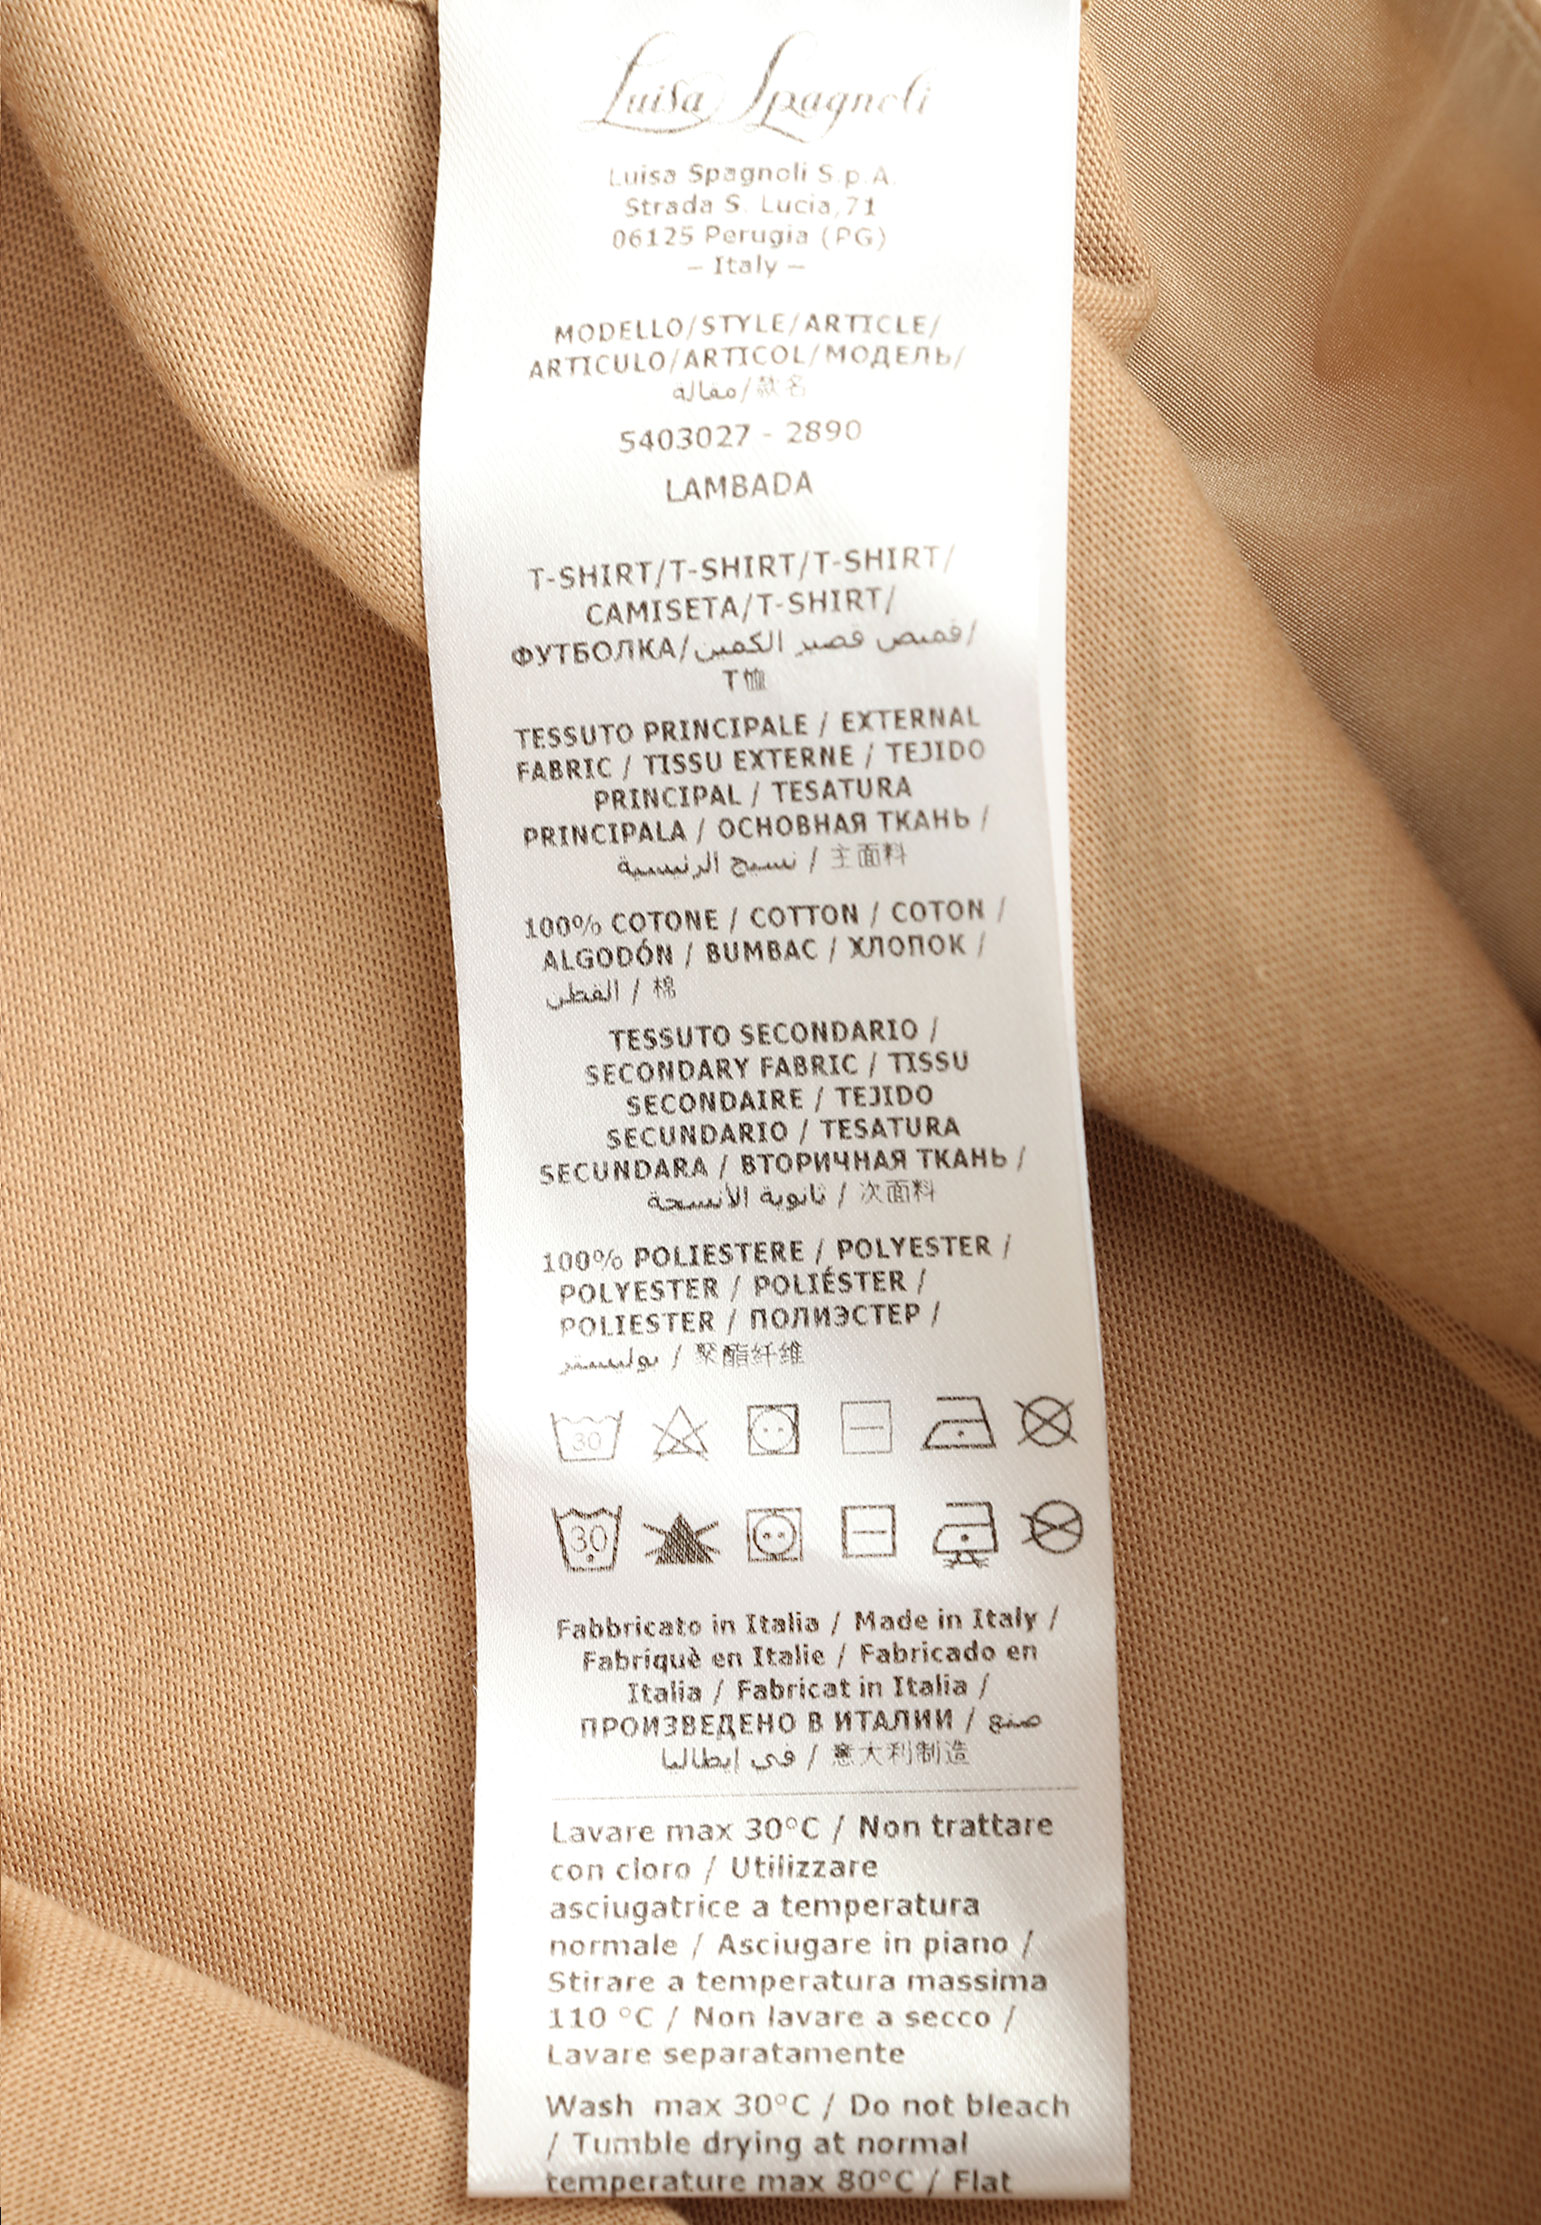 Luisa Spagnoli
Luisa Spagnoli S.p.A.
Strada S. Lucia,71
06125 Perugia (PG)
– Italy –
MODELLO/STYLE/ARTICLE/
ARTICULO/ARTICOL/МОДЕЛЬ/
مقالة/款名
5403027 - 2890
LAMBADA
T-SHIRT/T-SHIRT/T-SHIRT/
CAMISETA/T-SHIRT/
ФУТБОЛКА/قميص قصير الكمين/
T恤
TESSUTO PRINCIPALE / EXTERNAL
FABRIC / TISSU EXTERNE / TEJIDO
PRINCIPAL / TESATURA
PRINCIPALA / ОСНОВНАЯ ТКАНЬ /
نسيج الرئسية / 主面料
100% COTONE / COTTON / COTON /
ALGODÓN / BUMBAC / ХЛОПОК /
القطن / 棉
TESSUTO SECONDARIO /
SECONDARY FABRIC / TISSU
SECONDAIRE / TEJIDO
SECUNDARIO / TESATURA
SECUNDARA / ВТОРИЧНАЯ ТКАНЬ /
ثانوية الأنسجة / 次面料
100% POLIESTERE / POLYESTER /
POLYESTER / POLIÉSTER /
POLIESTER / ПОЛИЭСТЕР /
بوليستر / 聚酯纤维
30
30
Fabbricato in Italia / Made in Italy /
Fabriquè en Italie / Fabricado en
Italia / Fabricat in Italia /
ПРОИЗВЕДЕНО В ИТАЛИИ / صنع
في إيطاليا / 意大利制造
Lavare max 30°C / Non trattare
con cloro / Utilizzare
asciugatrice a temperatura
normale / Asciugare in piano /
Stirare a temperatura massima
110 °C / Non lavare a secco /
Lavare separatamente
Wash max 30°C / Do not bleach
/ Tumble drying at normal
temperature max 80°C / Flat